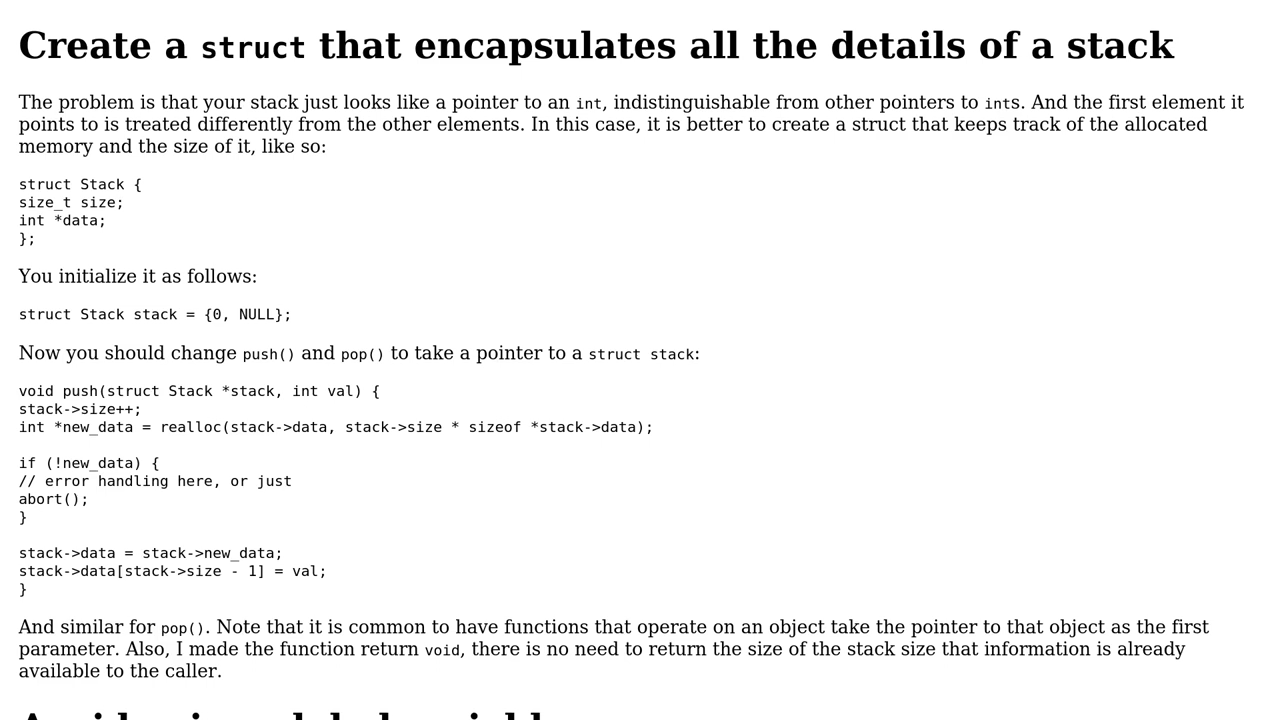 Create a struct that encapsulates all the details of a stack
The problem is that your stack just looks like a pointer to an int, indistinguishable from other pointers to ints. And the first element it
points to is treated differently from the other elements. In this case, it is better to create a struct that keeps track of the allocated
memory and the size of it, like so:
struct Stack {
size_t size;
int *data;
};
You initialize it as follows:
struct Stack stack = {0, NULL};
Now you should change push() and pop() to take a pointer to a struct stack:
void push(struct Stack *stack, int val) {
stack->size++;
int *new_data = realloc(stack->data, stack->size * sizeof *stack->data);
if (!new_data) {
// error handling here, or just
abort();
}
stack->data = stack->new_data;
stack->data[stack->size - 1] = val;
}
And similar for pop(). Note that it is common to have functions that operate on an object take the pointer to that object as the first
parameter. Also, I made the function return void, there is no need to return the size of the stack size that information is already
available to the caller.